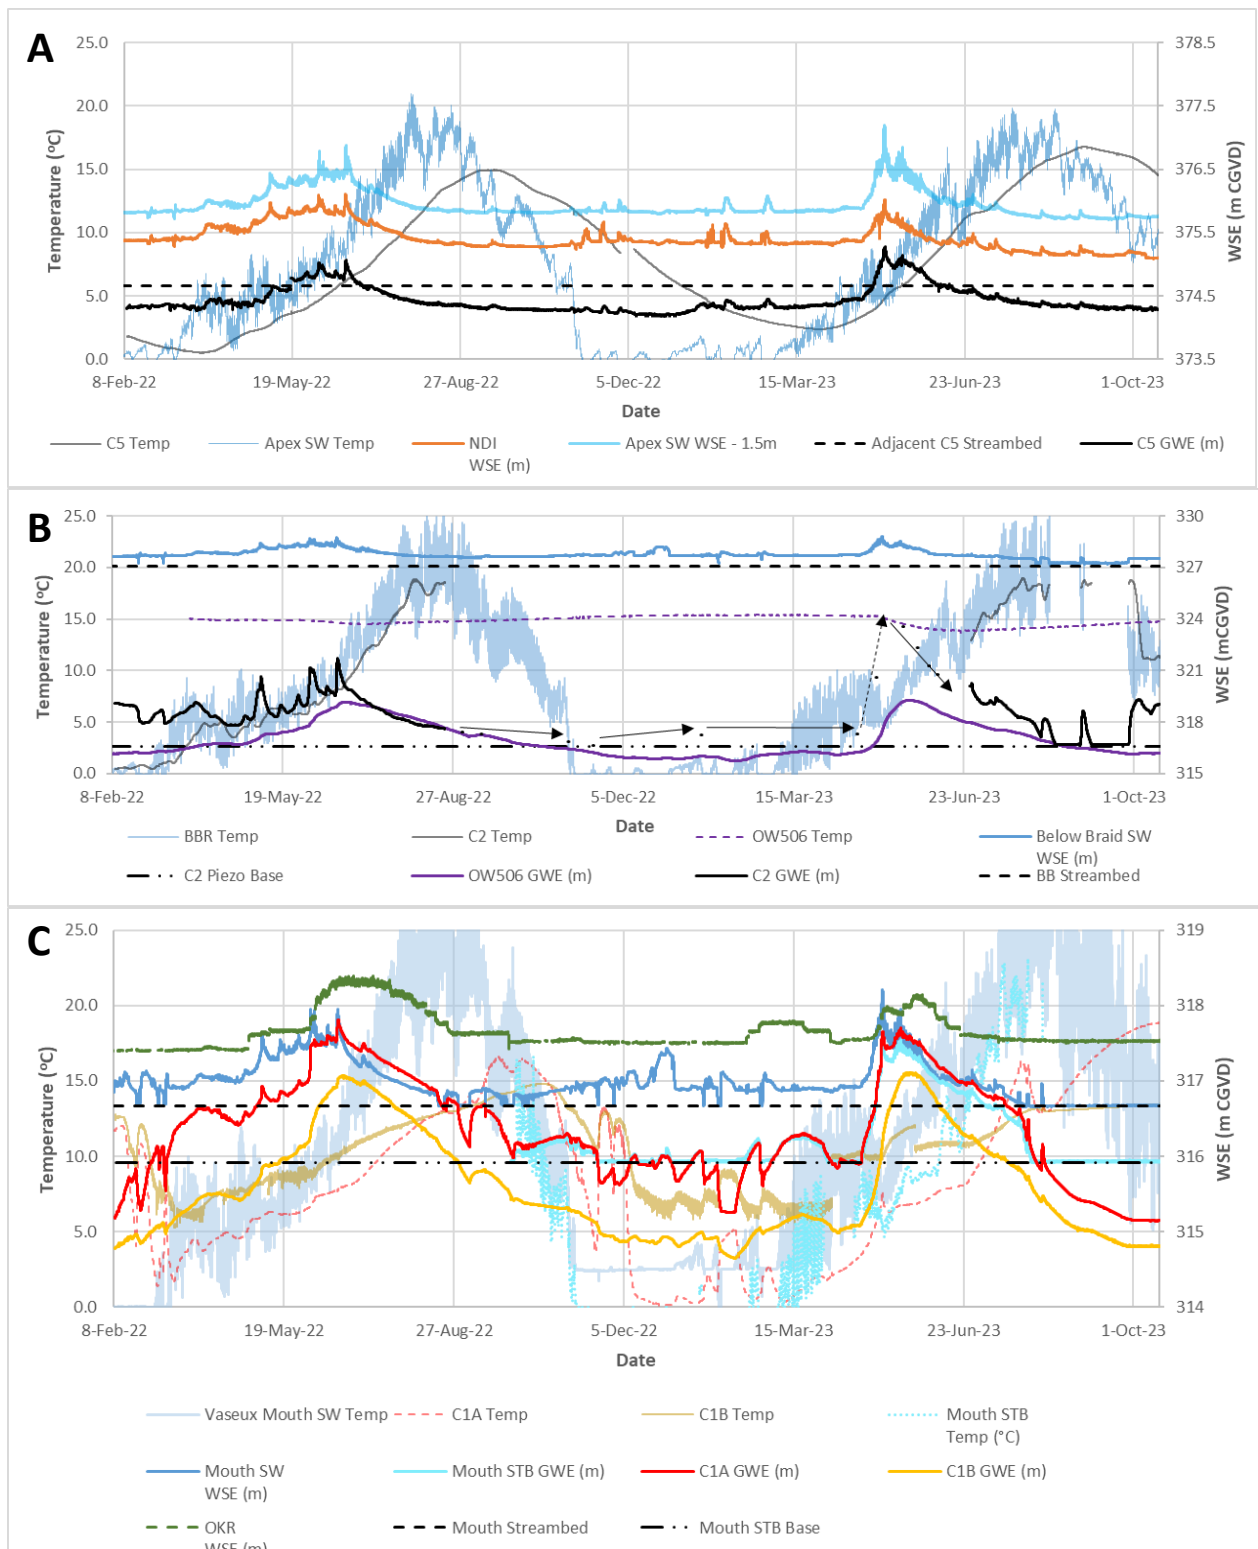 A
25.0
20.0
15.0
10.0
5.0
0.0
Temperature (°C)
378.5
377.5
376.5
375.5
374.5
373.5
WSE (m CGVD)
8-Feb-22 19-May-22 27-Aug-22 5-Dec-22 15-Mar-23 23-Jun-23 1-Oct-23
Date
C5 Temp Apex SW Temp NDI Apex SW WSE - 1.5m Adjacent C5 Streambed C5 GWE (m)
WSE (m)
B
25.0
20.0
15.0
10.0
5.0
0.0
Temperature (°C)
330
327
324
321
318
315
WSE (mCGVD)
8-Feb-22 19-May-22 27-Aug-22 5-Dec-22 15-Mar-23 23-Jun-23 1-Oct-23
Date
BBR Temp C2 Temp OW506 Temp Below Braid SW
WSE (m)
C2 Piezo Base OW506 GWE (m) C2 GWE (m) BB Streambed
C
25.0
20.0
15.0
10.0
5.0
0.0
Temperature (°C)
319
318
317
316
315
314
WSE (m CGVD)
8-Feb-22 19-May-22 27-Aug-22 5-Dec-22 15-Mar-23 23-Jun-23 1-Oct-23
Date
Vaseux Mouth SW Temp C1A Temp C1B Temp Mouth STB
Temp (°C)
Mouth SW Mouth STB GWE (m) C1A GWE (m) C1B GWE (m)
WSE (m)
OKR Mouth Streambed Mouth STB Base
WSE (m)